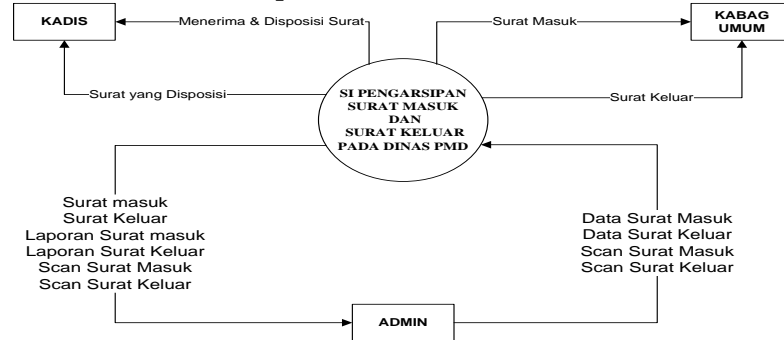 KADIS
Menerima & Disposisi Surat
Surat Masuk
KABAG
UMUM
Surat yang Disposisi
Surat Keluar
SI PENGARSIPAN
SURAT MASUK
DAN
SURAT KELUAR
PADA DINAS PMD
Surat masuk
Surat Keluar
Laporan Surat masuk
Laporan Surat Keluar
Scan Surat Masuk
Scan Surat Keluar
Data Surat Masuk
Data Surat Keluar
Scan Surat Masuk
Scan Surat Keluar
ADMIN